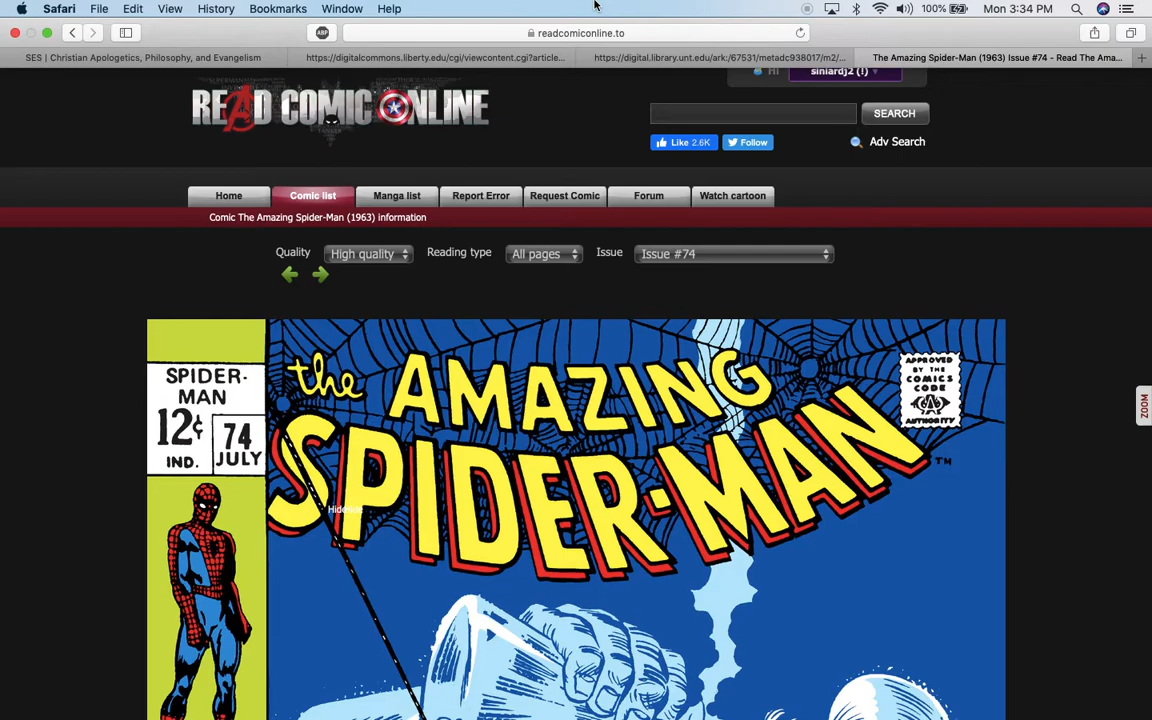 Safari File Edit View History Bookmarks Window Help 100% Mon 3:34 PM
ABP readcomiconline.to
SES | Christian Apologetics, Philosophy, and Evangelism https://digitalcommons.liberty.edu/cgi/viewcontent.cgi?article... https://digital.library.unt.edu/ark:/67531/metadc938017/m2/... The Amazing Spider-Man (1963) Issue #74 - Read The Ama...
Hi siniardj2 (!)
READ COMIC ONLINE
SEARCH
Like 2.6K Follow Adv Search
Home Comic list Manga list Report Error Request Comic Forum Watch cartoon
Comic The Amazing Spider-Man (1963) information
Quality High quality Reading type All pages Issue Issue #74
the AMAZING
SPIDER-MAN
TM
SPIDER-
MAN
12¢
IND.
74
JULY
APPROVED
BY THE
COMICS
CODE
AUTHORITY
ZOOM